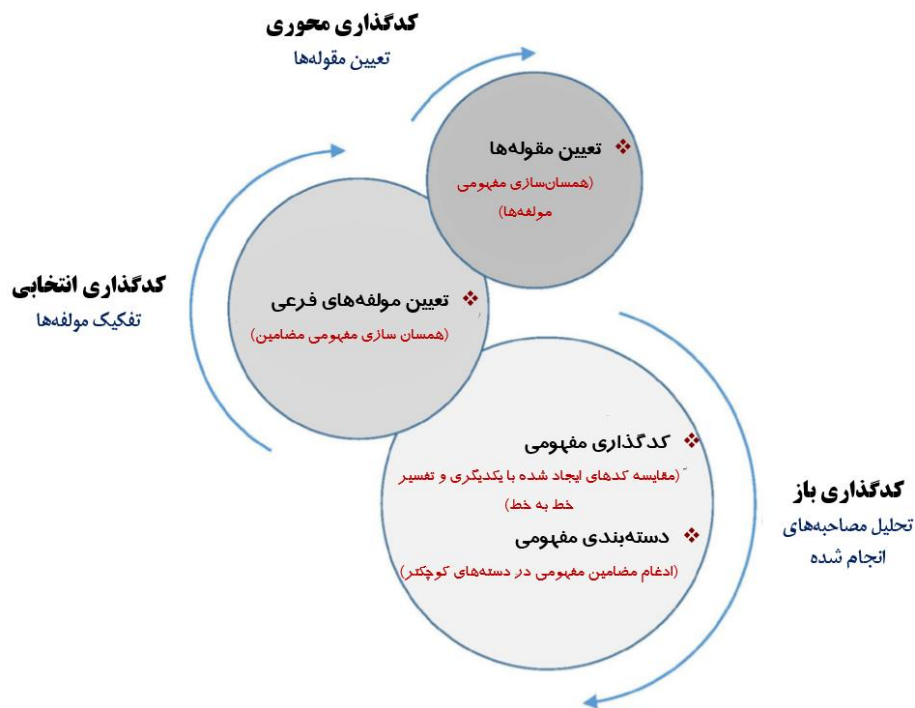 کدگذاری محوری
تعیین مقوله‌ها
❖ تعیین مقوله‌ها
(همسان‌سازی مفهومی
مولفه‌ها)
کدگذاری انتخابی
تفکیک مولفه‌ها
❖ تعیین مولفه‌های فرعی
(همسان سازی مفهومی مضامین)
❖ کدگذاری مفهومی
(مقایسه کدهای ایجاد شده با یکدیگری و تفسیر
خط به خط)
❖ دسته‌بندی مفهومی
(ادغام مضامین مفهومی در دسته‌های کوچکتر)
کدگذاری باز
تحلیل مصاحبه‌های
انجام شده